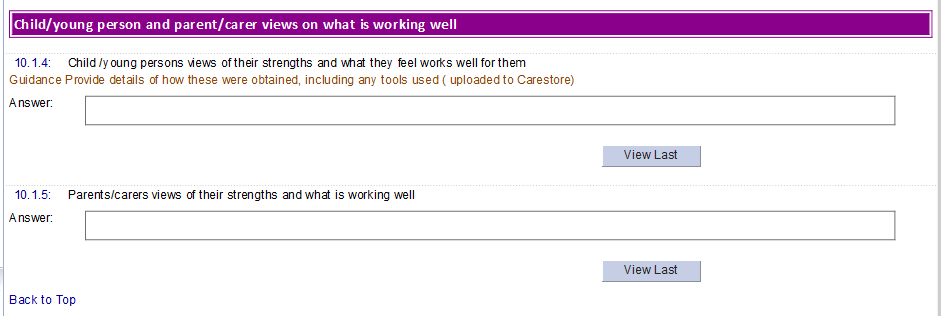 Child/young person and parent/carer views on what is working well
10.1.4: Child /young persons views of their strengths and what they feel works well for them
Guidance Provide details of how these were obtained, including any tools used ( uploaded to Carestore)
Answer:
View Last
10.1.5: Parents/carers views of their strengths and what is working well
Answer:
View Last
Back to Top